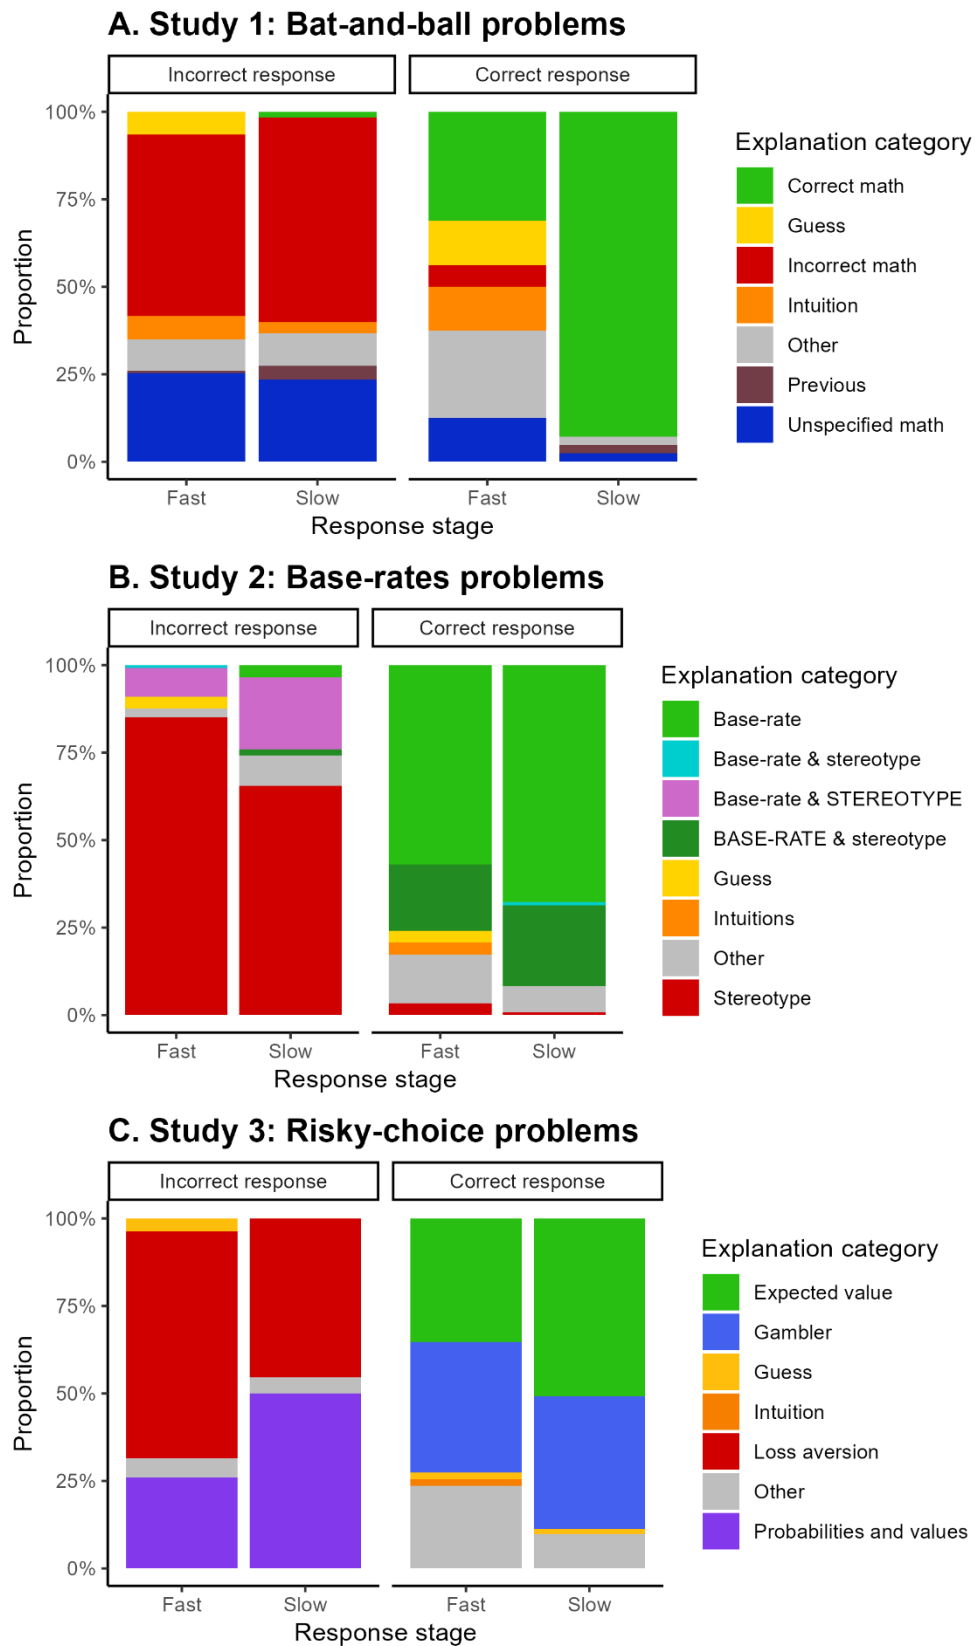 A. Study 1: Bat-and-ball problems
Incorrect response
Correct response
100%
75%
50%
25%
0%
Proportion
Fast
Slow
Fast
Slow
Response stage
Explanation category
Correct math
Guess
Incorrect math
Intuition
Other
Previous
Unspecified math
B. Study 2: Base-rates problems
Incorrect response
Correct response
100%
75%
50%
25%
0%
Proportion
Fast
Slow
Fast
Slow
Response stage
Explanation category
Base-rate
Base-rate & stereotype
Base-rate & STEREOTYPE
BASE-RATE & stereotype
Guess
Intuitions
Other
Stereotype
C. Study 3: Risky-choice problems
Incorrect response
Correct response
100%
75%
50%
25%
0%
Proportion
Fast
Slow
Fast
Slow
Response stage
Explanation category
Expected value
Gambler
Guess
Intuition
Loss aversion
Other
Probabilities and values